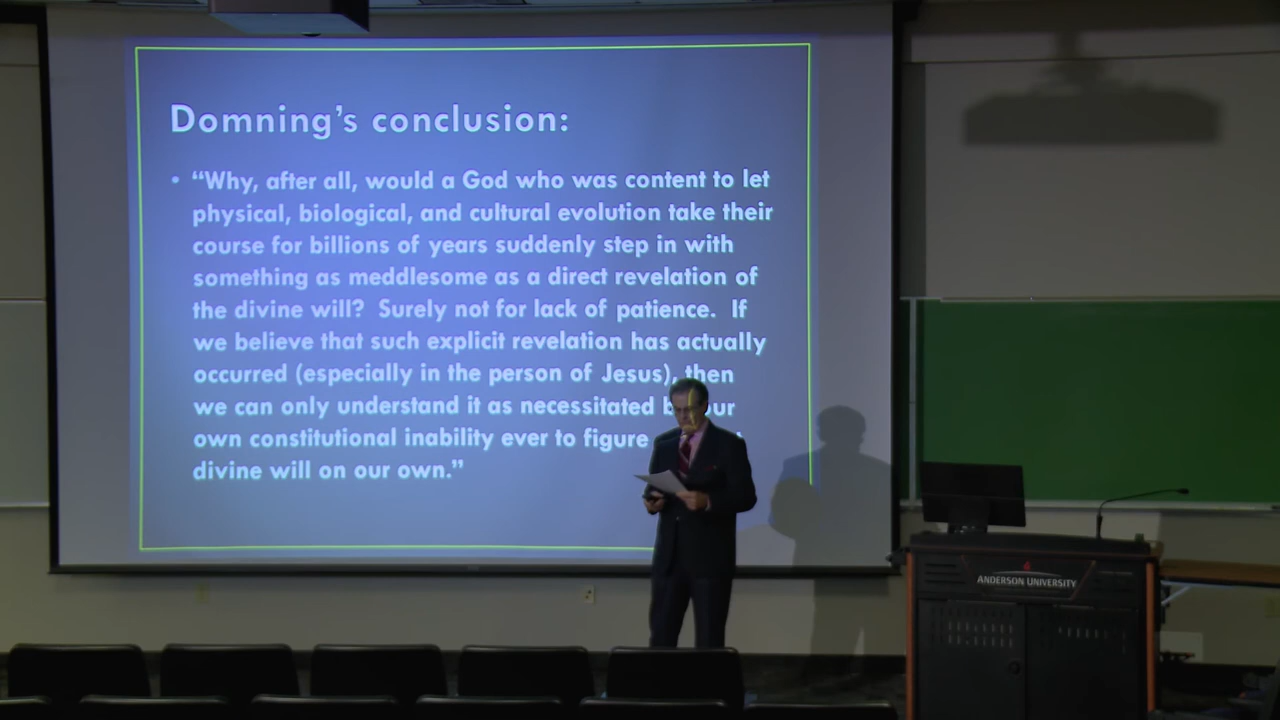 Domning's conclusion:
• “Why, after all, would a God who was content to let
physical, biological, and cultural evolution take their
course for billions of years suddenly step in with
something as meddlesome as a direct revelation of
the divine will?  Surely not for lack of patience.  If
we believe that such explicit revelation has actually
occurred (especially in the person of Jesus), then
we can only understand it as necessitated our
own constitutional inability ever to figure
divine will on our own.”
ANDERSON UNIVERSITY